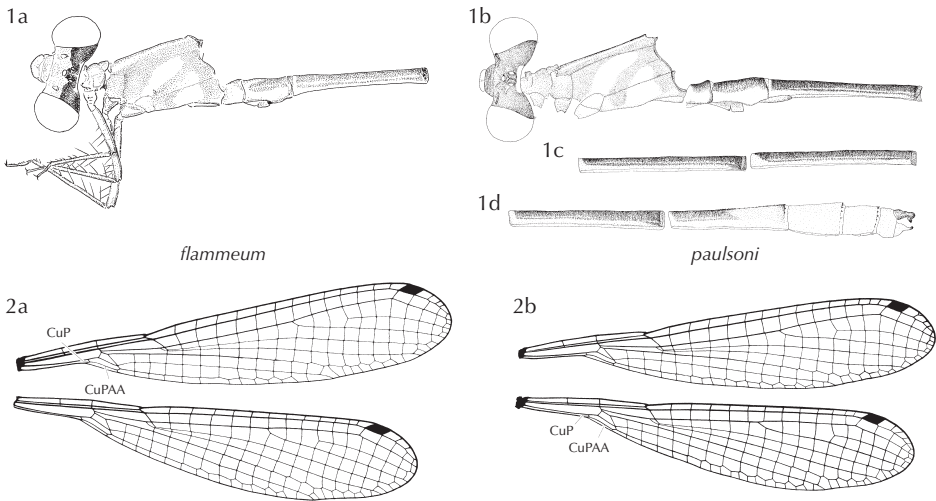 1a
1b
1c
1d
flammeum
paulsoni
2a
2b
CuP
CuPAA
CuP
CuPAA